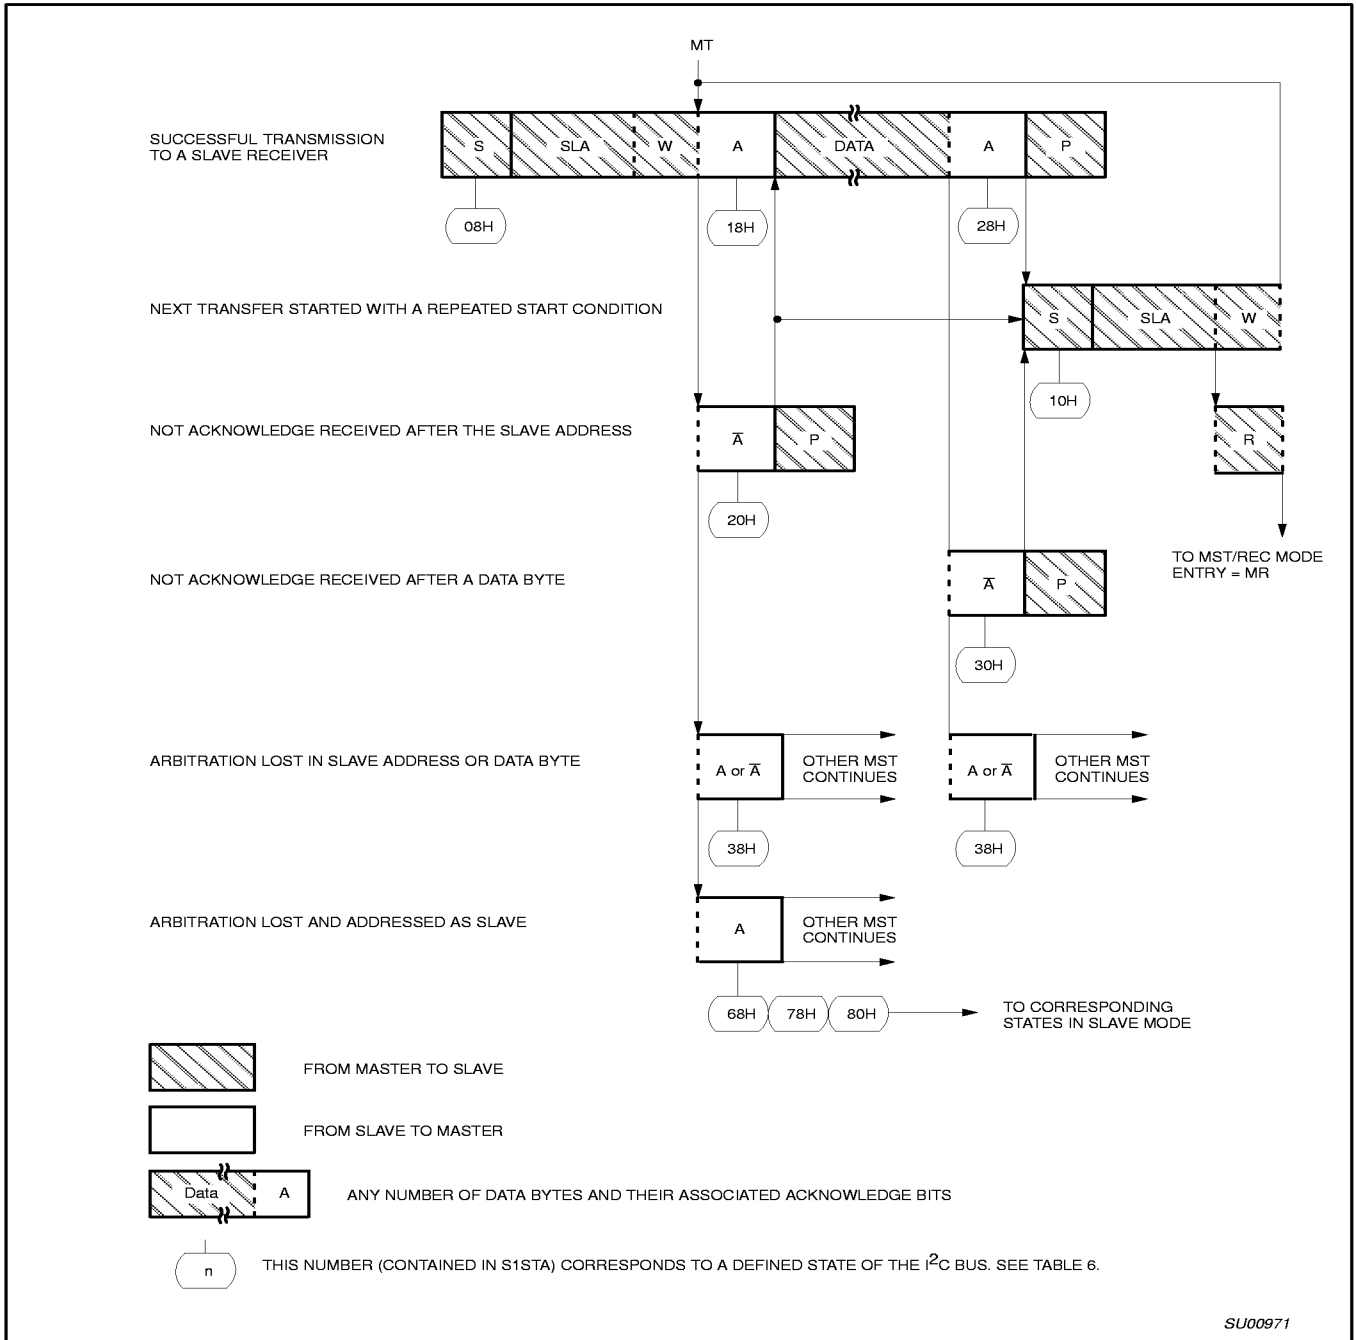 MT
SUCCESSFUL TRANSMISSION
TO A SLAVE RECEIVER
S SLA W A DATA A P
08H 18H 28H
NEXT TRANSFER STARTED WITH A REPEATED START CONDITION
S SLA W
10H
NOT ACKNOWLEDGE RECEIVED AFTER THE SLAVE ADDRESS
A̅ P R
20H
TO MST/REC MODE
ENTRY = MR
NOT ACKNOWLEDGE RECEIVED AFTER A DATA BYTE
A̅ P
30H
ARBITRATION LOST IN SLAVE ADDRESS OR DATA BYTE
A or A̅
OTHER MST
CONTINUES
A or A̅
OTHER MST
CONTINUES
38H 38H
ARBITRATION LOST AND ADDRESSED AS SLAVE
A
OTHER MST
CONTINUES
68H 78H 80H
TO CORRESPONDING
STATES IN SLAVE MODE
FROM MASTER TO SLAVE
FROM SLAVE TO MASTER
Data A
ANY NUMBER OF DATA BYTES AND THEIR ASSOCIATED ACKNOWLEDGE BITS
n
THIS NUMBER (CONTAINED IN S1STA) CORRESPONDS TO A DEFINED STATE OF THE I²C BUS. SEE TABLE 6.
SU00971